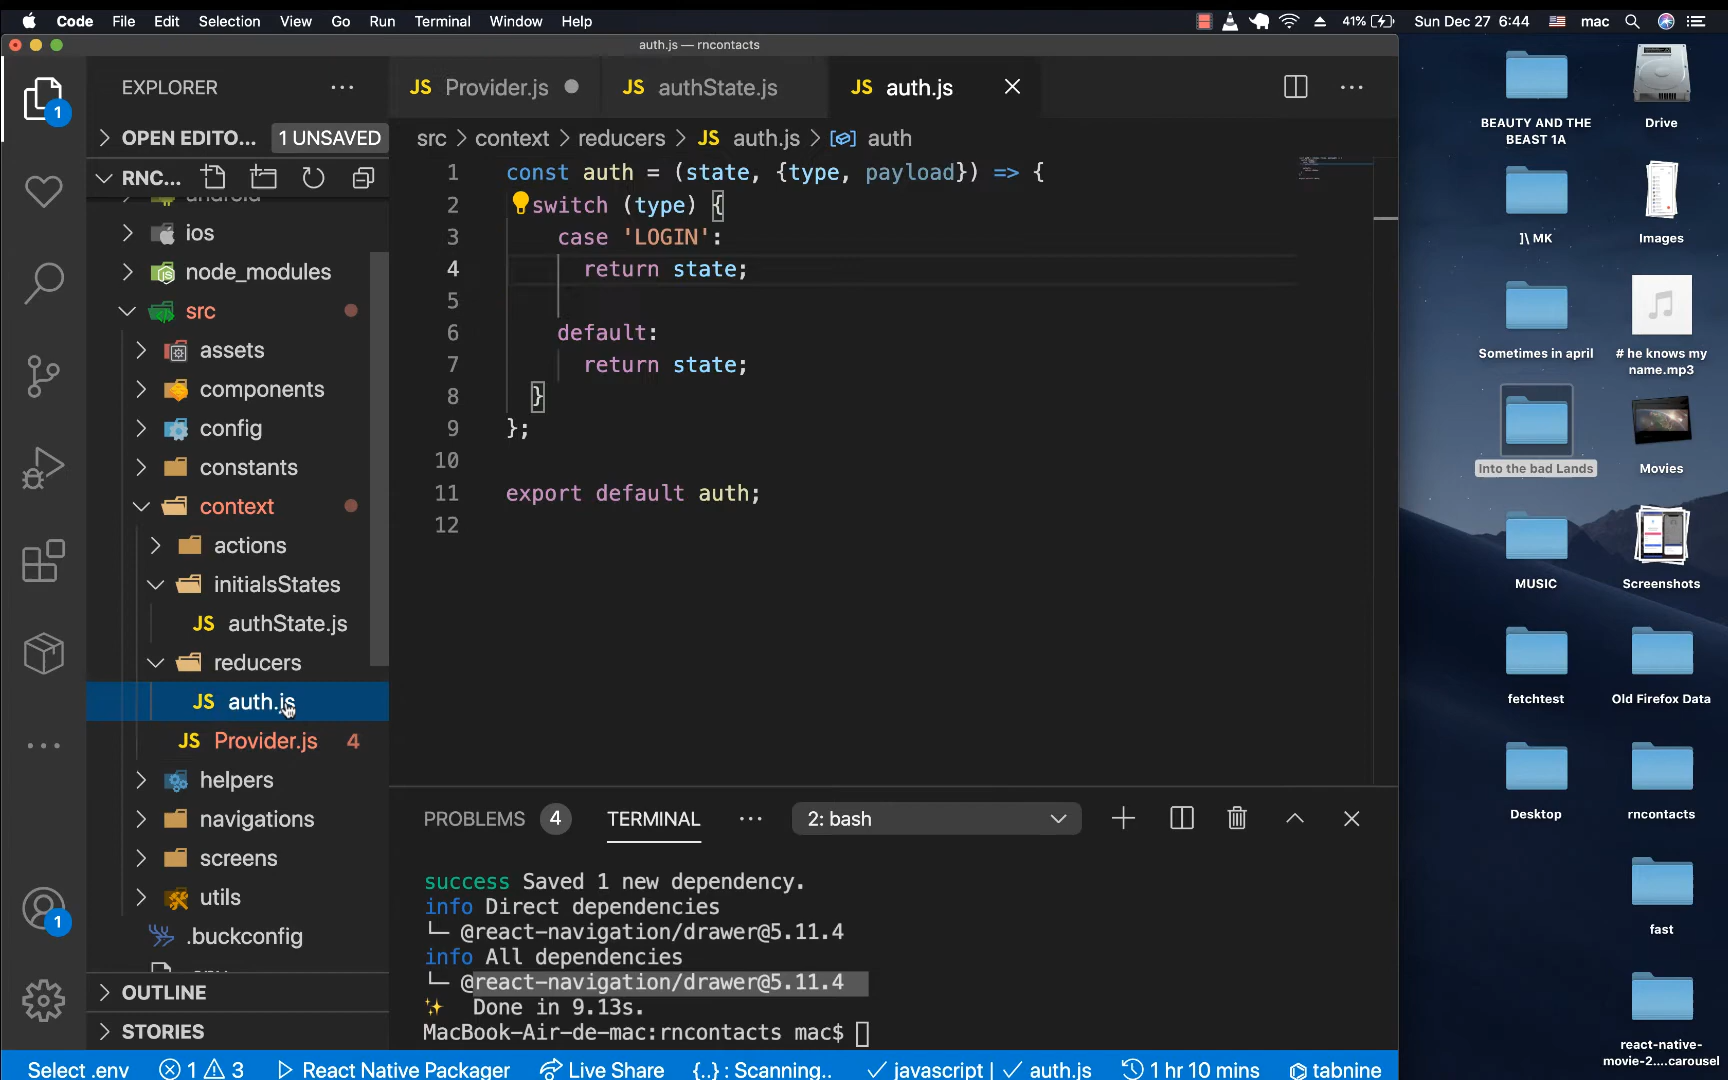 Code File Edit Selection View Go Run Terminal Window Help
41% Sun Dec 27 6:44 mac
auth.js — rncontacts
EXPLORER
JS Provider.js
JS authState.js
JS auth.js
OPEN EDITO... 1 UNSAVED
src > context > reducers > JS auth.js > auth
RNC...
android
ios
node_modules
src
assets
components
config
constants
context
actions
initialsStates
JS authState.js
reducers
JS auth.js
JS Provider.js 4
helpers
navigations
screens
utils
.buckconfig
OUTLINE
STORIES
1
1
1 const auth = (state, {type, payload}) => {
2 switch (type) {
3 case 'LOGIN':
4 return state;
5
6 default:
7 return state;
8 }
9 };
10
11 export default auth;
12
PROBLEMS 4 TERMINAL 2: bash
success Saved 1 new dependency.
info Direct dependencies
└─ @react-navigation/drawer@5.11.4
info All dependencies
└─ @react-navigation/drawer@5.11.4
✨ Done in 9.13s.
MacBook-Air-de-mac:rncontacts mac$
Select .env 1 3 React Native Packager Live Share {..} : Scanning.. javascript | auth.js 1 hr 10 mins tabnine
BEAUTY AND THE
BEAST 1A
Drive
]\ MK
Images
Sometimes in april
# he knows my
name.mp3
Into the bad Lands
Movies
MUSIC
Screenshots
fetchtest
Old Firefox Data
Desktop
rncontacts
fast
react-native-
movie-2....carousel